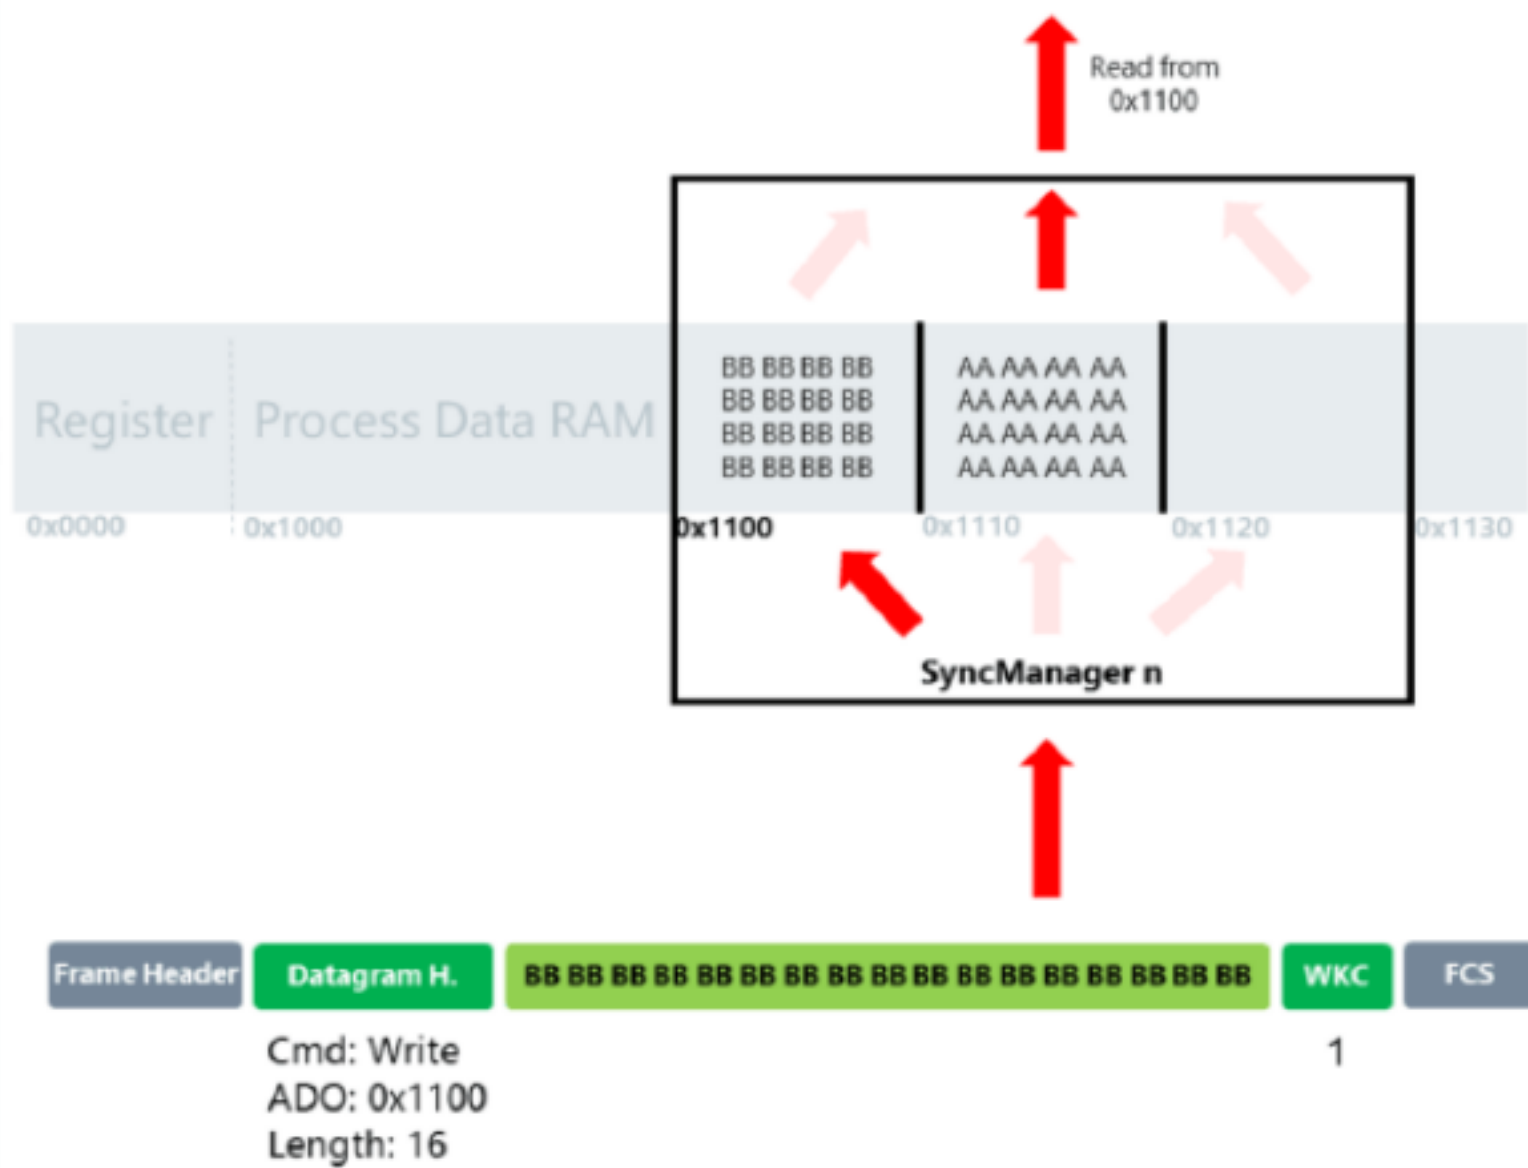 Read from
0x1100
BB BB BB BB
BB BB BB BB
BB BB BB BB
BB BB BB BB
AA AA AA AA
AA AA AA AA
AA AA AA AA
AA AA AA AA
Register
Process Data RAM
0x0000
0x1000
0x1100
0x1110
0x1120
0x1130
SyncManager n
Frame Header
Datagram H.
BB BB BB BB BB BB BB BB BB BB BB BB BB BB BB BB BB
WKC
FCS
Cmd: Write
ADO: 0x1100
Length: 16
1